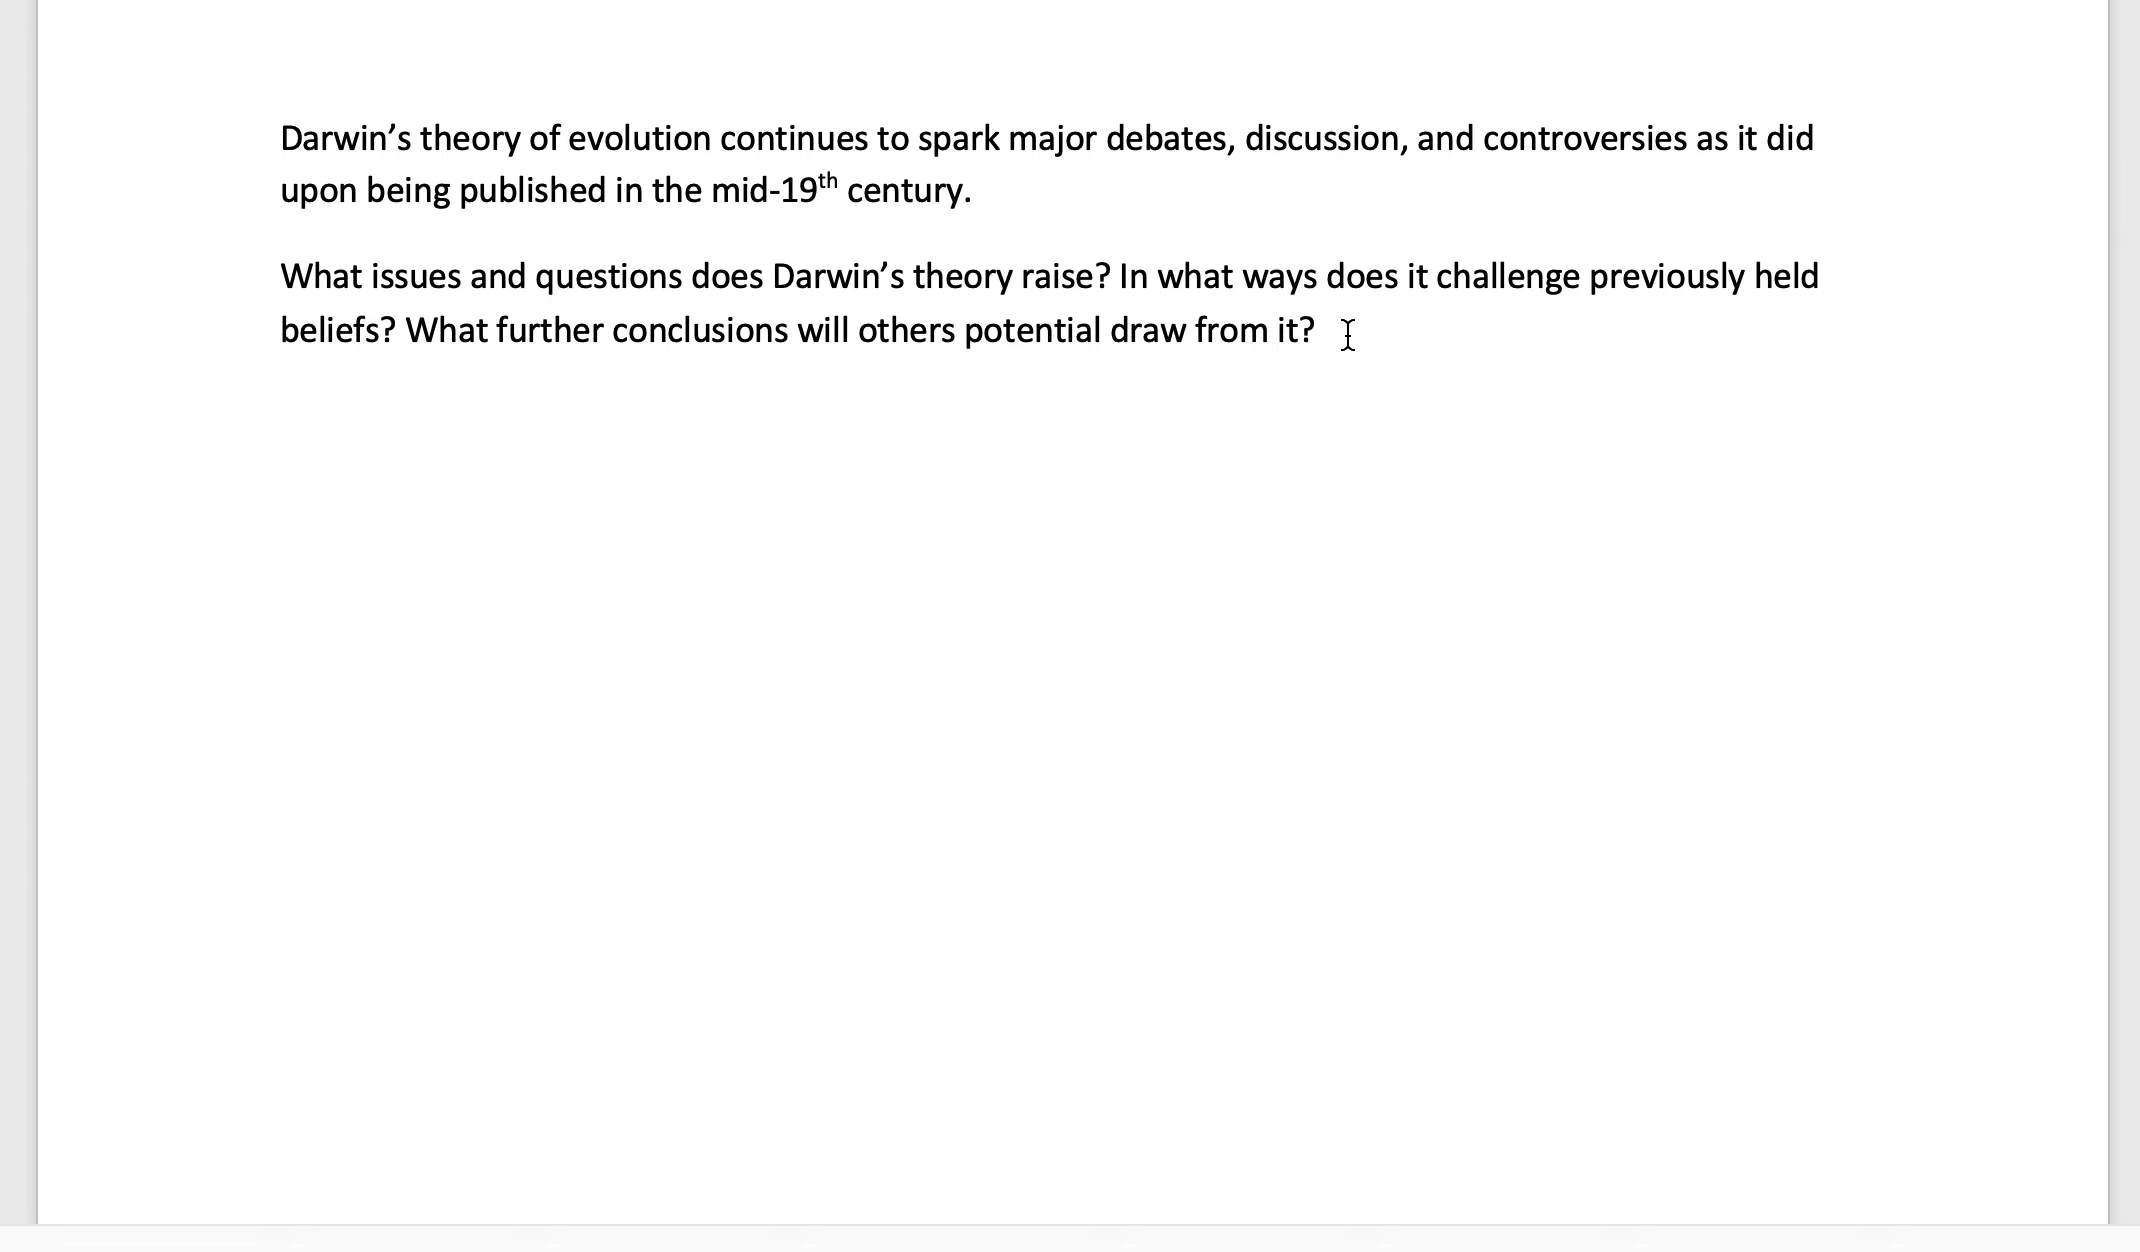 Darwin’s theory of evolution continues to spark major debates, discussion, and controversies as it did
upon being published in the mid-19th century.
What issues and questions does Darwin’s theory raise? In what ways does it challenge previously held
beliefs? What further conclusions will others potential draw from it?